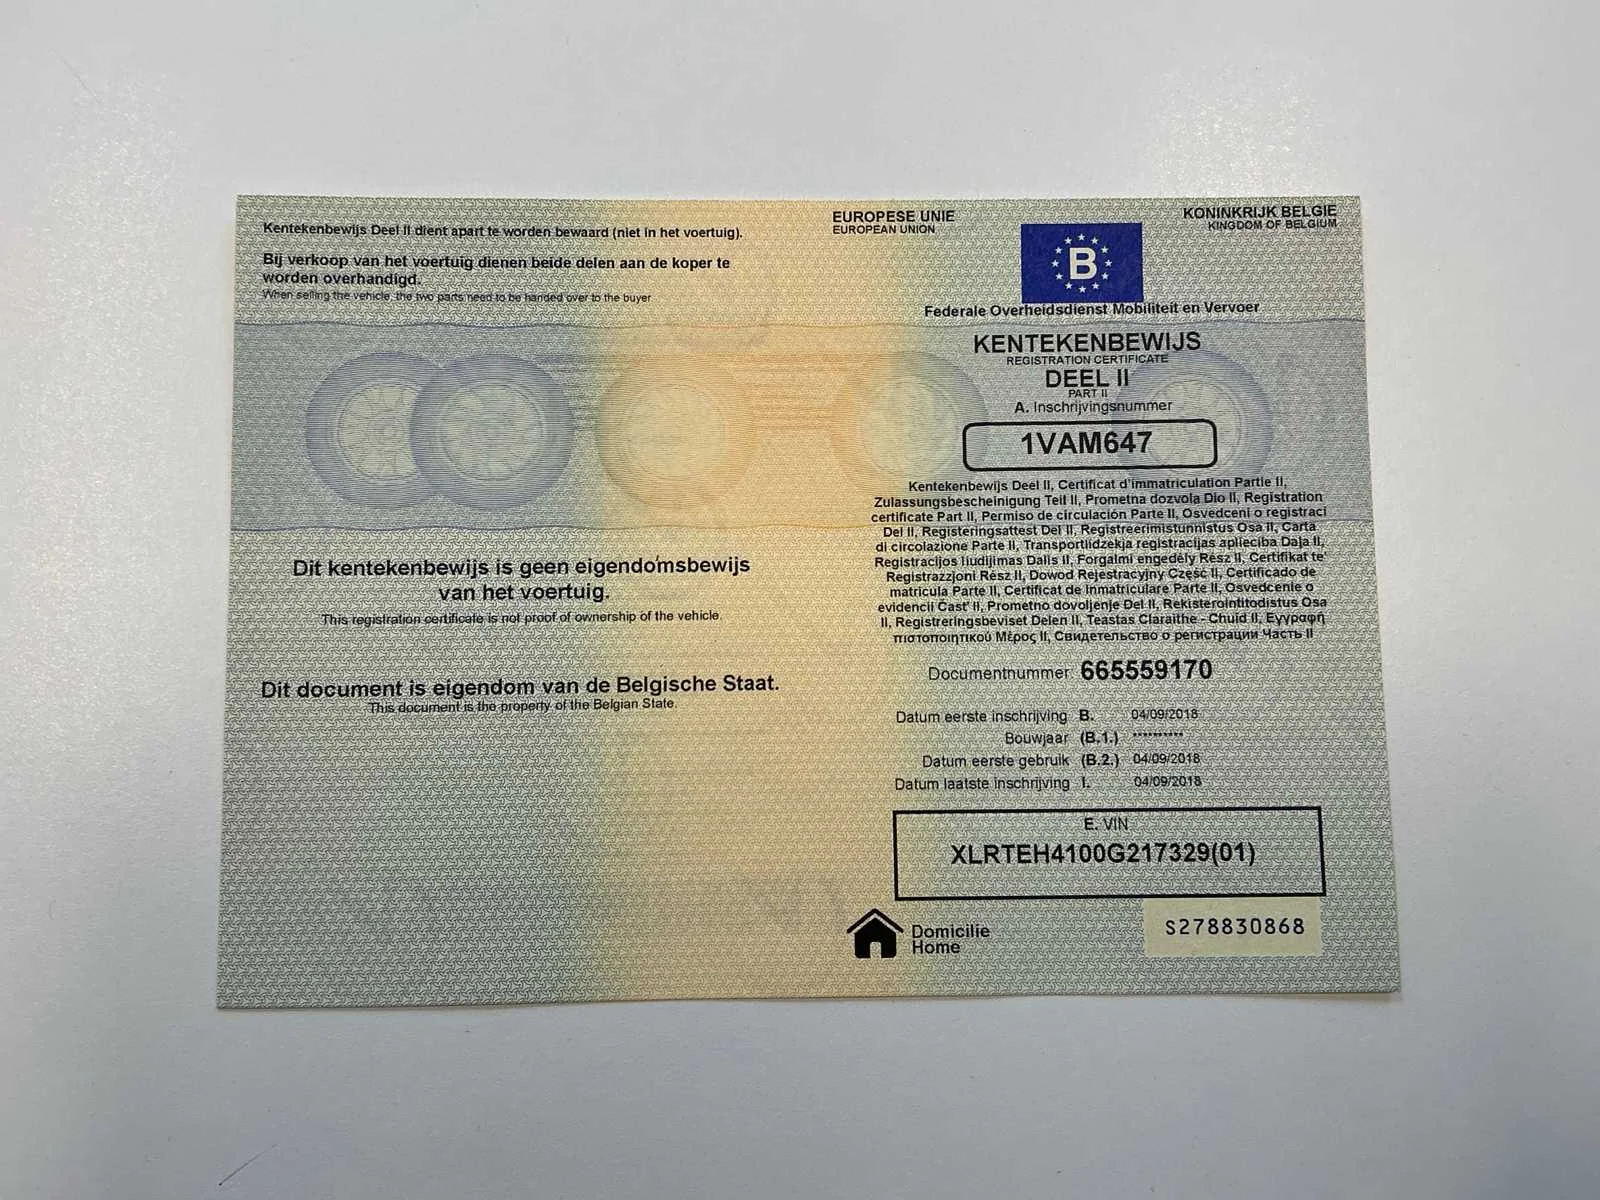 Kentekenbewijs Deel II dient apart te worden bewaard (niet in het voertuig).
Bij verkoop van het voertuig dienen beide delen aan de koper te
worden overhandigd.
When selling the vehicle, the two parts need to be handed over to the buyer
Dit kentekenbewijs is geen eigendomsbewijs
van het voertuig.
This registration certificate is not proof of ownership of the vehicle.
Dit document is eigendom van de Belgische Staat.
This document is the property of the Belgian State.
EUROPESE UNIE
EUROPEAN UNION
KONINKRIJK BELGIE
KINGDOM OF BELGIUM
B
Federale Overheidsdienst Mobiliteit en Vervoer
KENTEKENBEWIJS
REGISTRATION CERTIFICATE
DEEL II
PART II
A. Inschrijvingsnummer
1VAM647
Kentekenbewijs Deel II, Certificat d'immatriculation Partie II,
Zulassungsbescheinigung Teil II, Prometna dozvola Dio II, Registration
certificate Part II, Permiso de circulación Parte II, Osvedceni o registraci
Del II, Registeringsattest Del II, Registreerimistunnistus Osa II, Carta
di circolazione Parte II, Transportlidzekja registracijas aplieciba Daļa II,
Registracijos liudijimas Dalis II, Forgalmi engedély Rész II, Certifikat te'
Registrazzjoni Rész II, Dowod Rejestracyjny Część II, Certificado de
matricula Parte II, Certificat de Inmatriculare Parte II, Osvedcenie o
evidencii Čast' II, Prometno dovoljenje Del II, Rekisterointitodistus Osa
II, Registreringsbeviset Delen II, Teastas Claraithe - Chuid II, Εγγραφή
πιστοποιητικού Μέρος II, Свидетельство о регистрации Часть II
Documentnummer: 665559170
Datum eerste inschrijving B. 04/09/2018
Bouwjaar (B.1.) **********
Datum eerste gebruik (B.2.) 04/09/2018
Datum laatste inschrijving I. 04/09/2018
E. VIN
XLRTEH4100G217329(01)
Domicilie
Home
S278830868